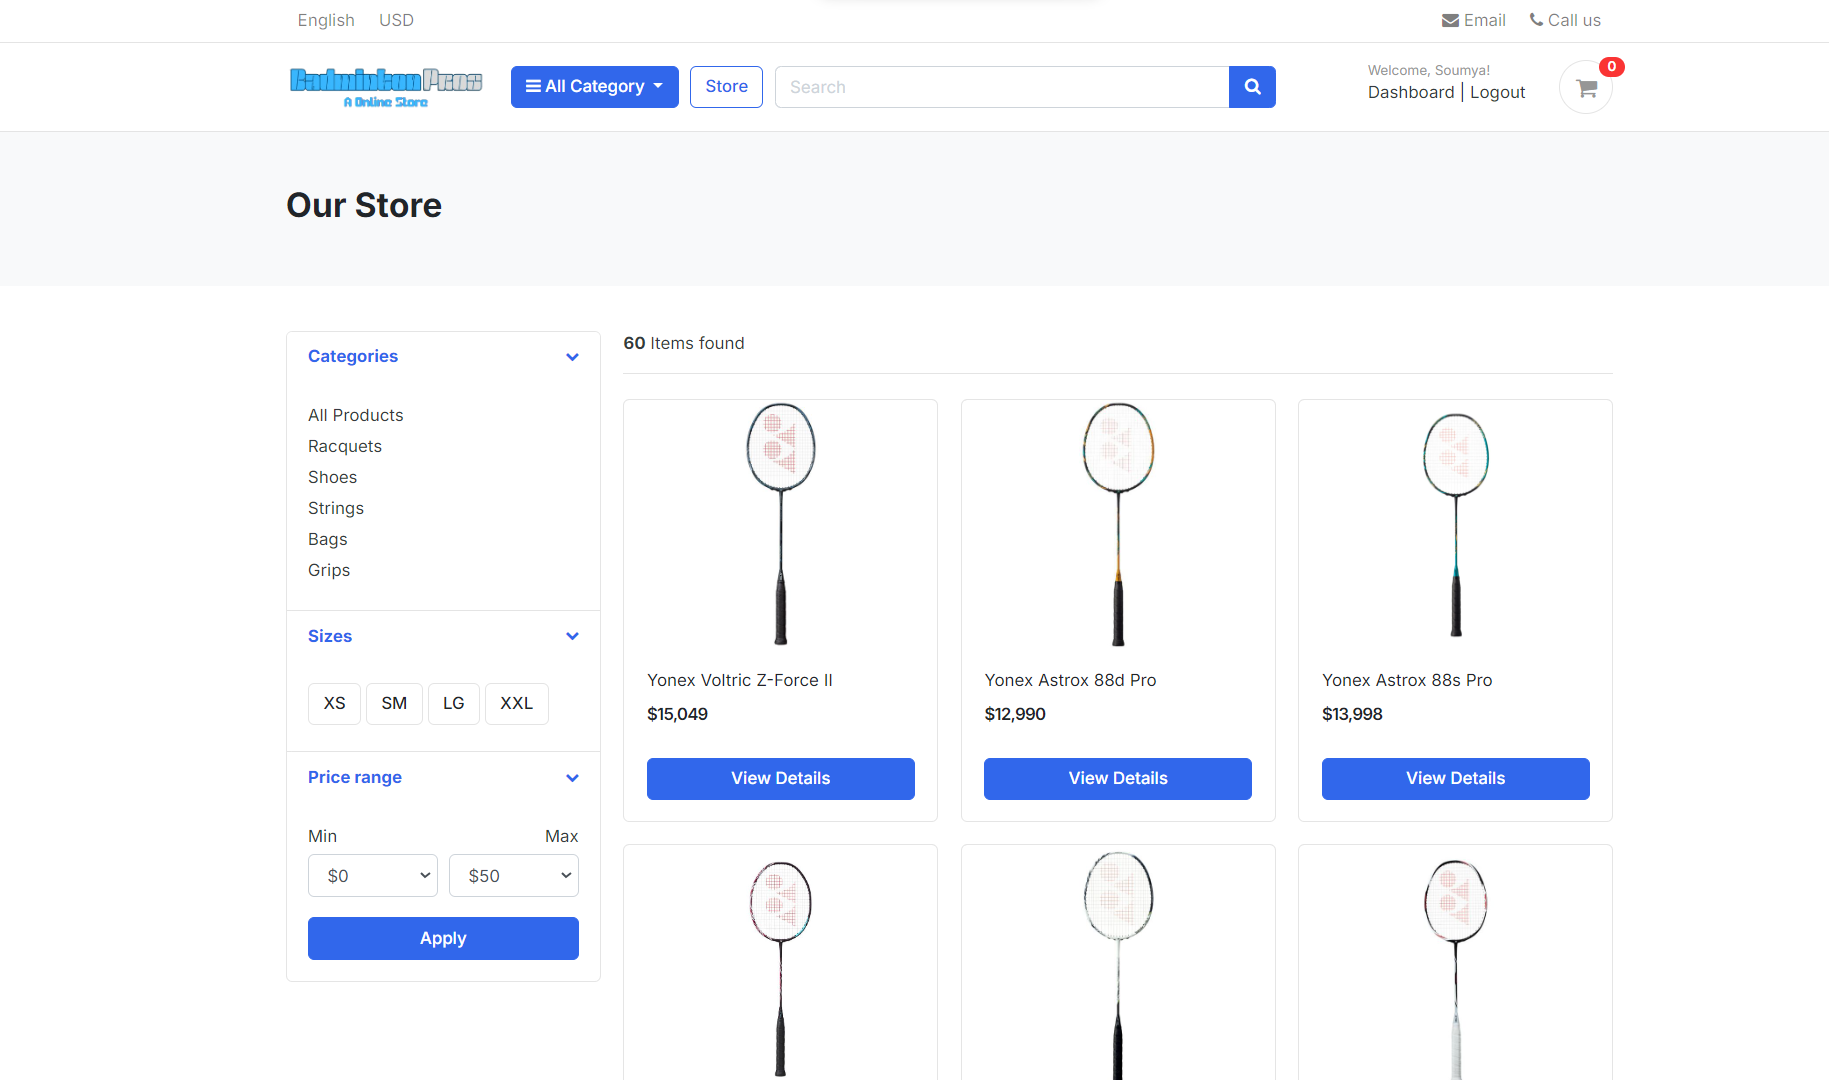 English USD Email Call us
BadmintonPros
A Online Store
All Category Store Search
Welcome, Soumya!
Dashboard | Logout
0
Our Store
Categories
All Products
Racquets
Shoes
Strings
Bags
Grips
Sizes
XS SM LG XXL
Price range
Min Max
$0 $50
Apply
60 Items found
Yonex Voltric Z-Force II
$15,049
View Details
Yonex Astrox 88d Pro
$12,990
View Details
Yonex Astrox 88s Pro
$13,998
View Details